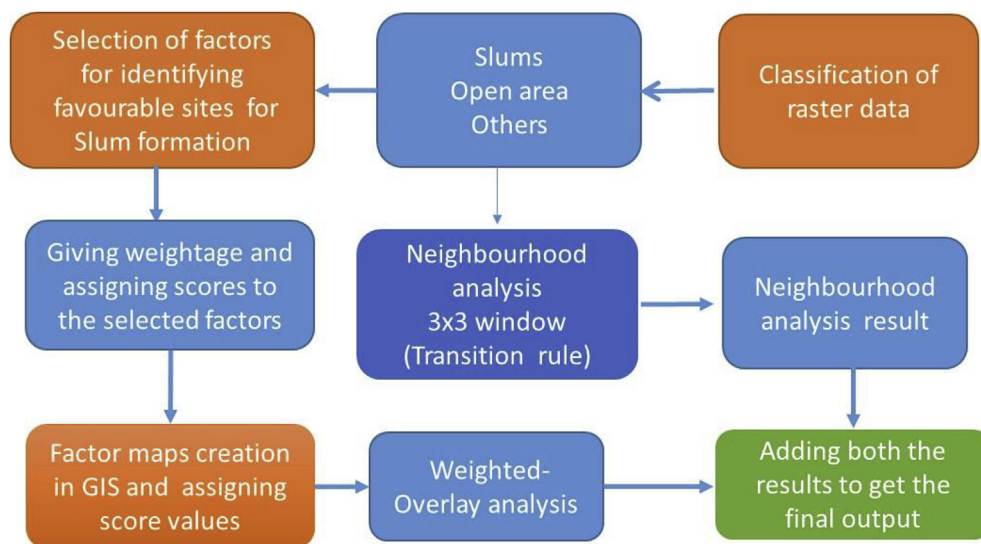 Selection of factors
for identifying
favourable sites for
Slum formation
Slums
Open area
Others
Classification of
raster data
Giving weightage and
assigning scores to
the selected factors
Neighbourhood
analysis
3x3 window
(Transition rule)
Neighbourhood
analysis result
Factor maps creation
in GIS and assigning
score values
Weighted-
Overlay analysis
Adding both the
results to get the
final output